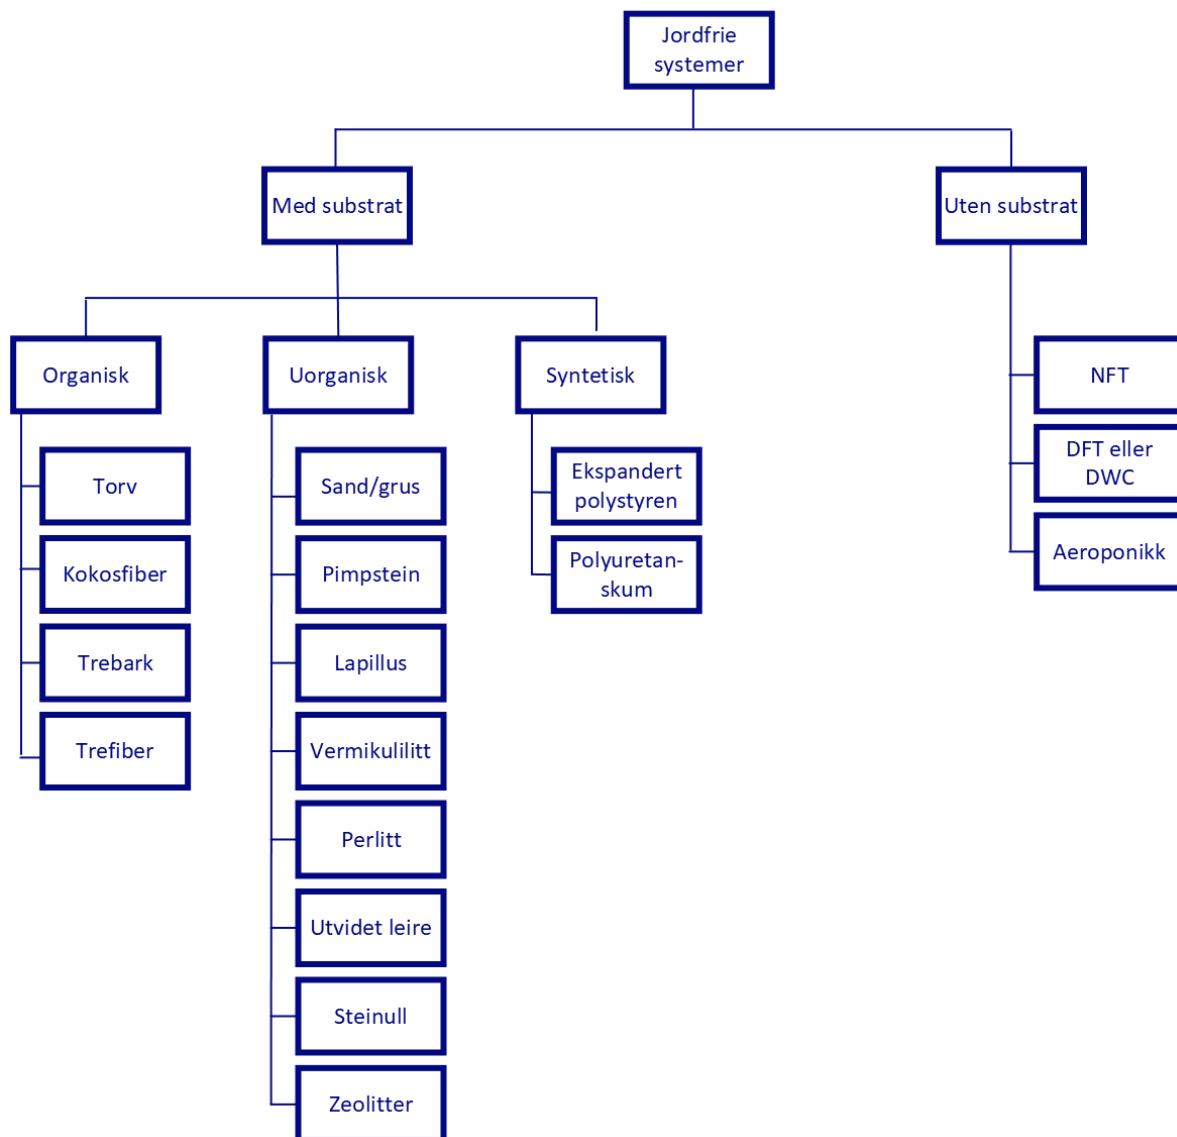 Jordfrie
systemer
Med substrat
Uten substrat
Organisk
Uorganisk
Syntetisk
NFT
DFT eller
DWC
Aeroponikk
Torv
Kokosfiber
Trebark
Trefiber
Sand/grus
Pimpstein
Lapillus
Vermikulilitt
Perlitt
Utvidet leire
Steinull
Zeolitter
Ekspandert
polystyren
Polyuretan-
skum